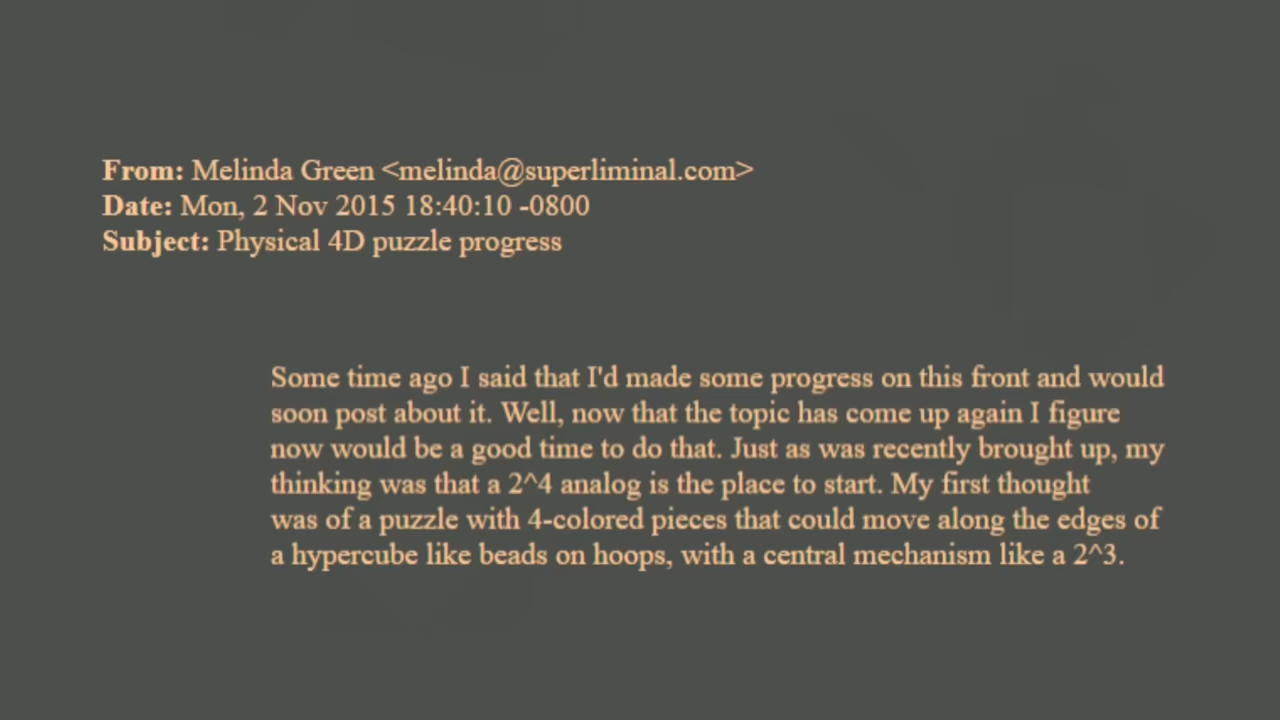 From: Melinda Green <melinda@superliminal.com>
Date: Mon, 2 Nov 2015 18:40:10 -0800
Subject: Physical 4D puzzle progress
Some time ago I said that I'd made some progress on this front and would
soon post about it. Well, now that the topic has come up again I figure
now would be a good time to do that. Just as was recently brought up, my
thinking was that a 2^4 analog is the place to start. My first thought
was of a puzzle with 4-colored pieces that could move along the edges of
a hypercube like beads on hoops, with a central mechanism like a 2^3.